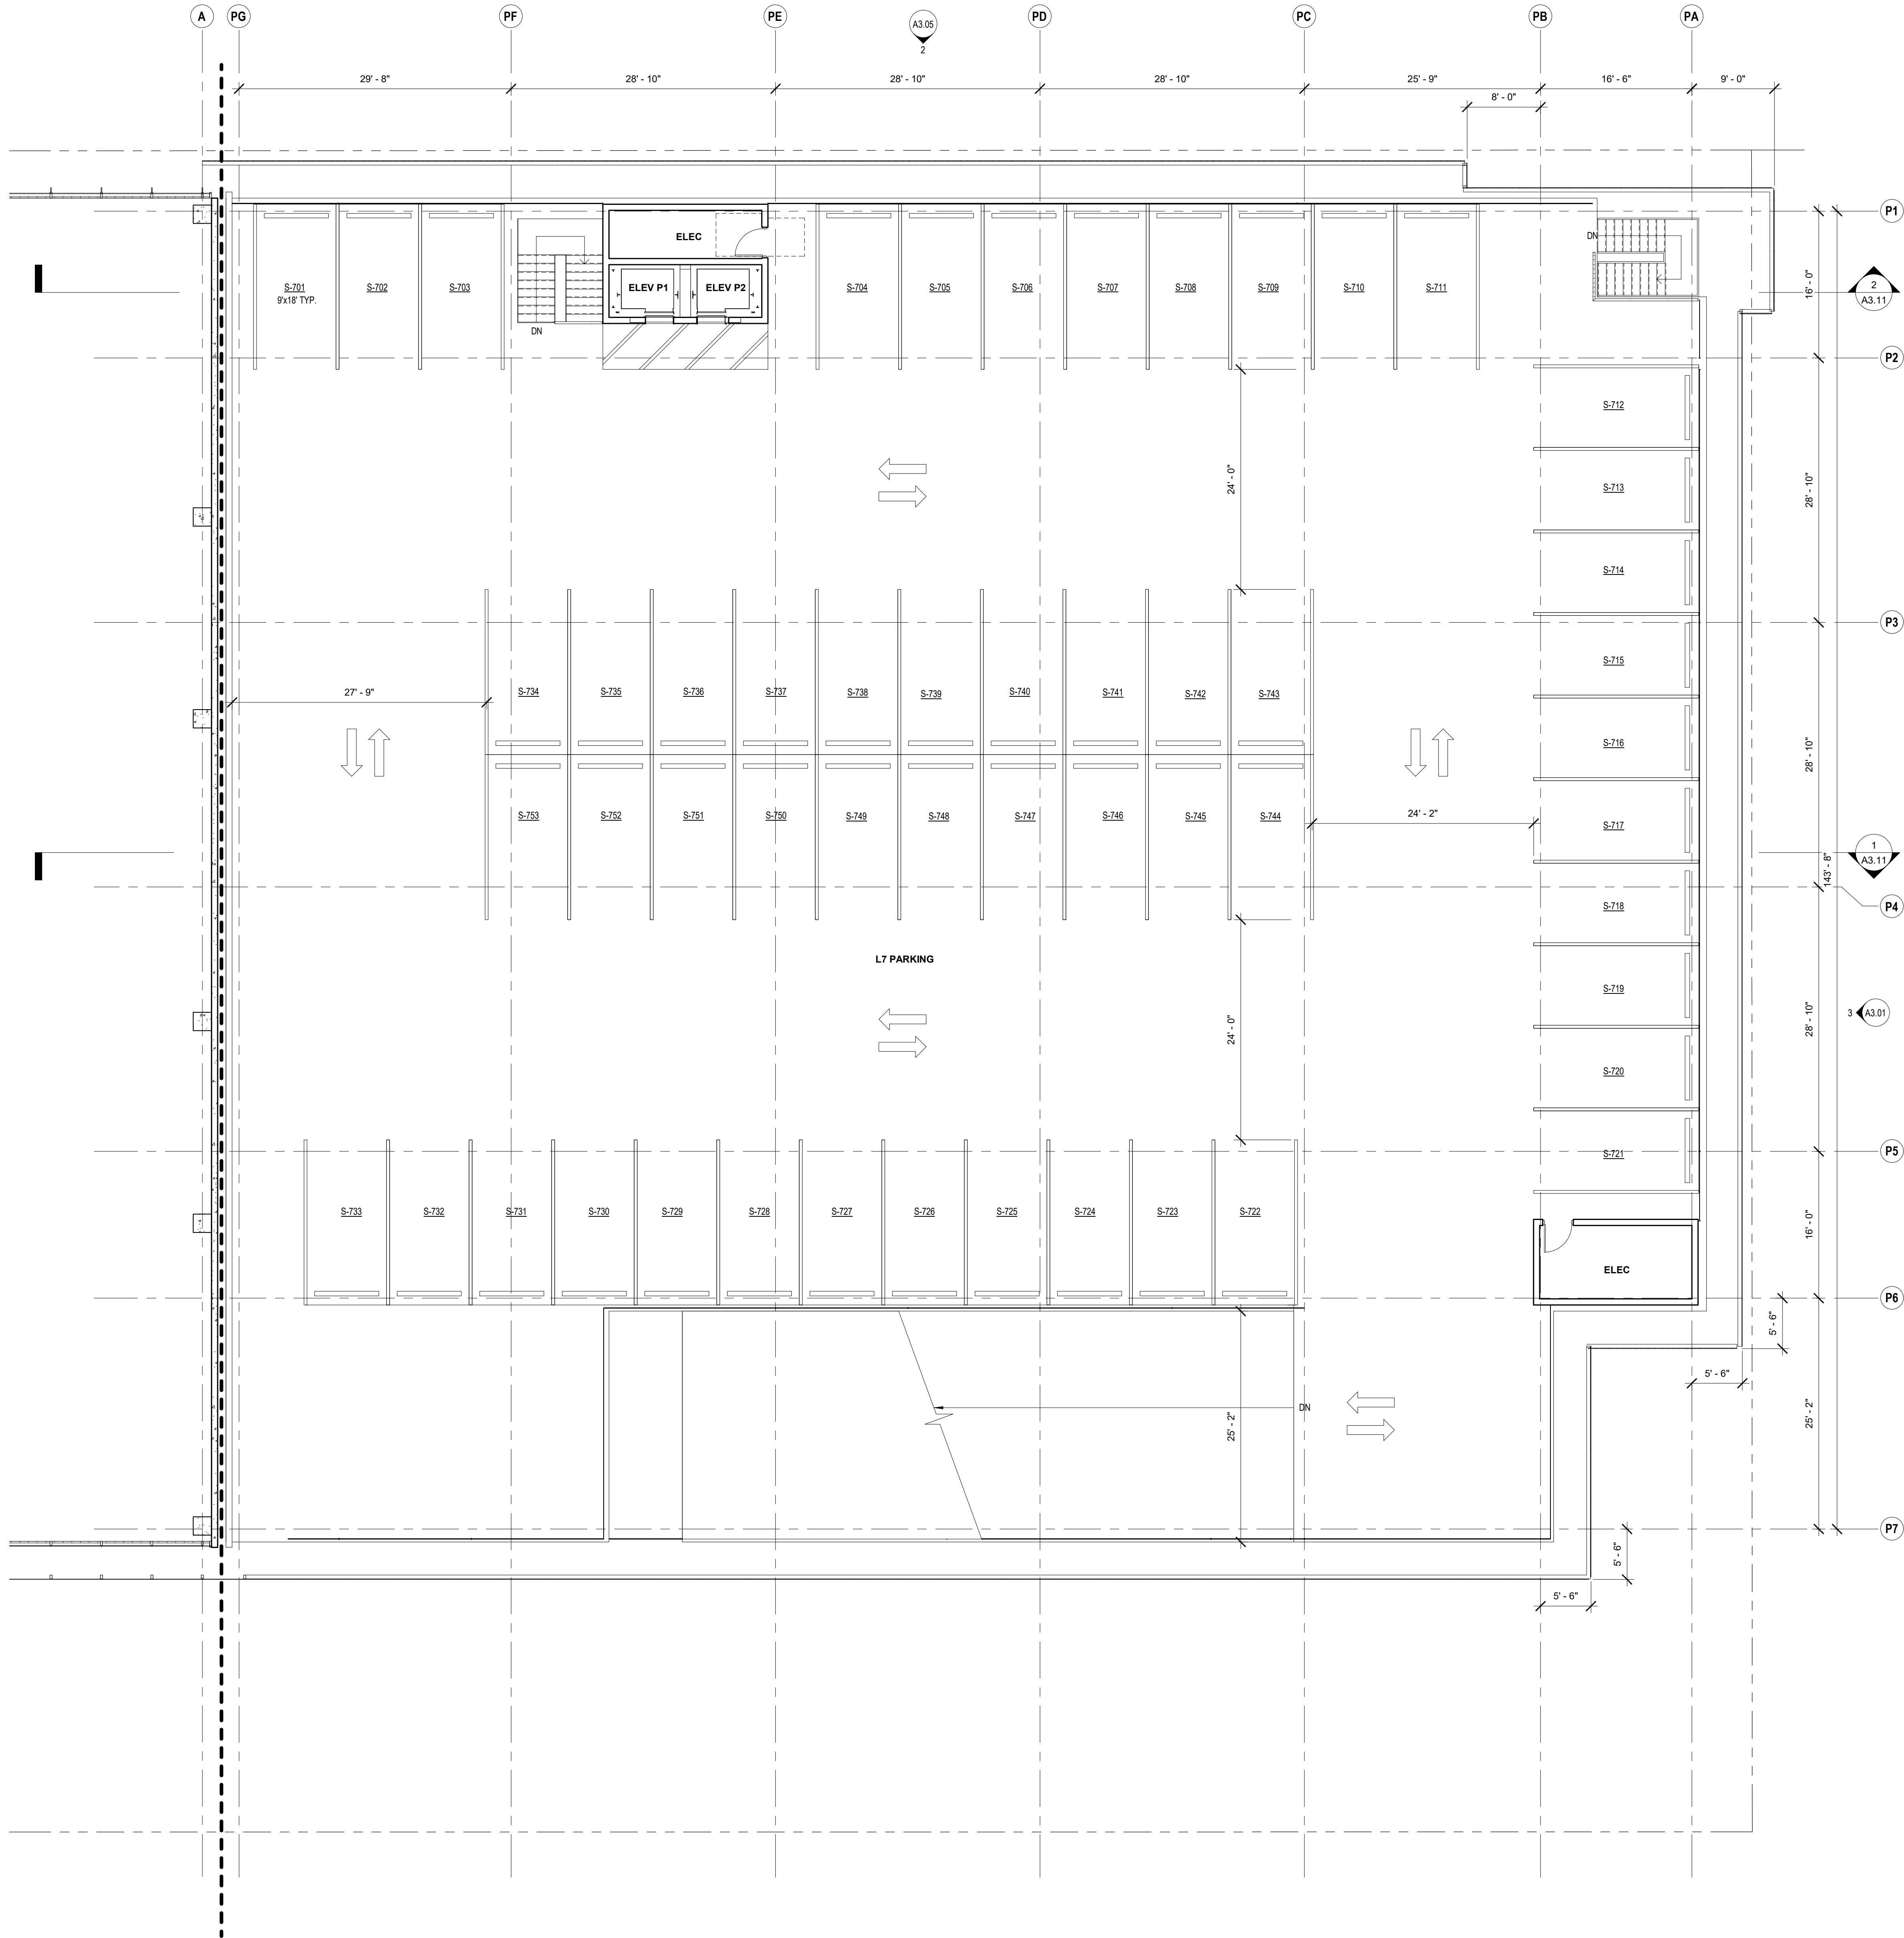 A PG PF PE PD PC PB PA
A3.05
2
29' - 8" 28' - 10" 28' - 10" 28' - 10" 25' - 9" 16' - 6" 9' - 0"
8' - 0"
P1
ELEC
DN
S-701 S-702 S-703 ELEV P1 ELEV P2 S-704 S-705 S-706 S-707 S-708 S-709 S-710 S-711
9'x18' TYP.
16' - 0"
2
A3.11
DN
P2
S-712
24' - 0"
S-713
28' - 10"
S-714
P3
S-715
27' - 9"
S-734 S-735 S-736 S-737 S-738 S-739 S-740 S-741 S-742 S-743
S-716
28' - 10"
S-753 S-752 S-751 S-750 S-749 S-748 S-747 S-746 S-745 S-744
24' - 2"
S-717
1
A3.11
143' - 8"
S-718
P4
L7 PARKING
S-719
3 A3.01
24' - 0"
28' - 10"
S-720
P5
S-721
S-733 S-732 S-731 S-730 S-729 S-728 S-727 S-726 S-725 S-724 S-723 S-722
16' - 0"
ELEC
P6
5' - 6"
5' - 6"
DN
25' - 2"
25' - 2"
P7
5' - 6"
5' - 6"